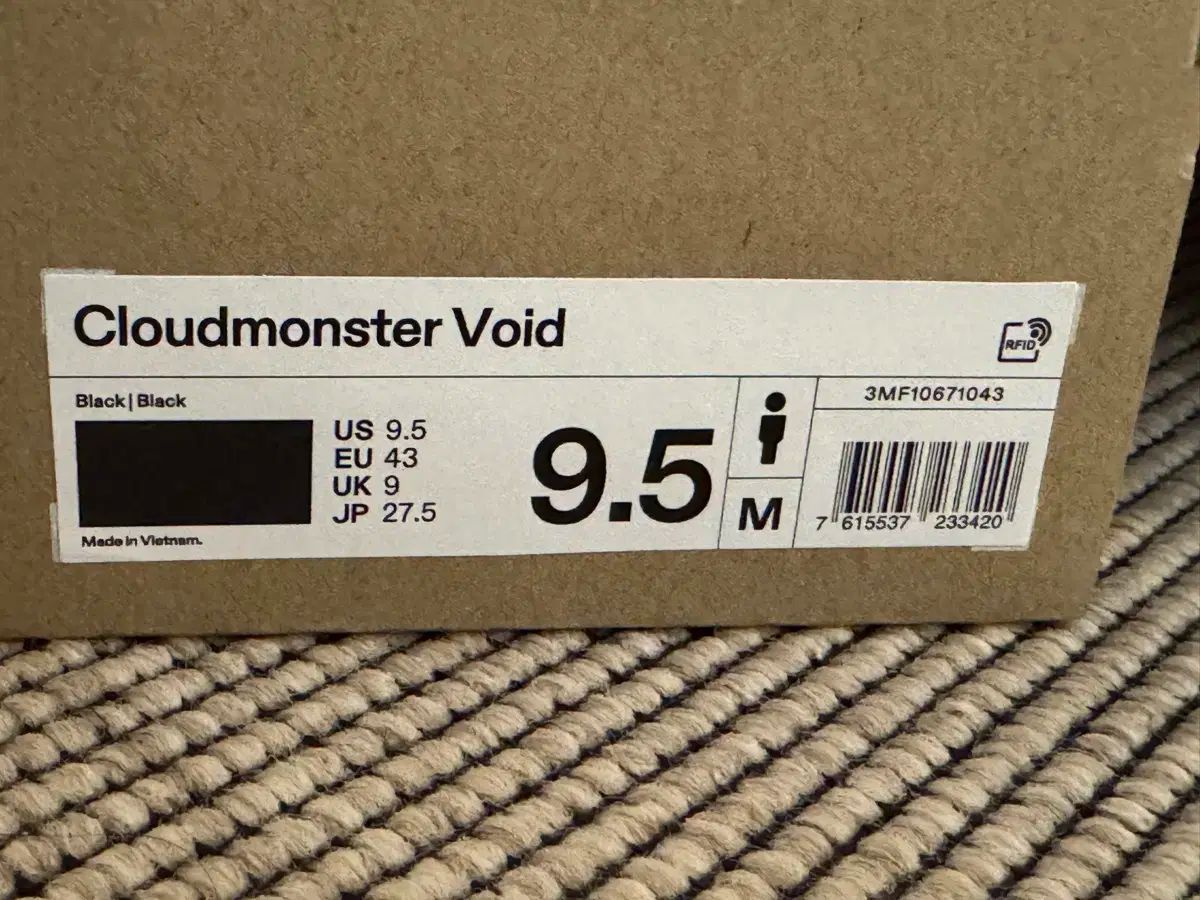 Cloudmonster Void
RFID
Black | Black
US 9.5
EU 43
UK 9
JP 27.5
Made in Vietnam.
9.5
M
3MF10671043
7 615537 233420